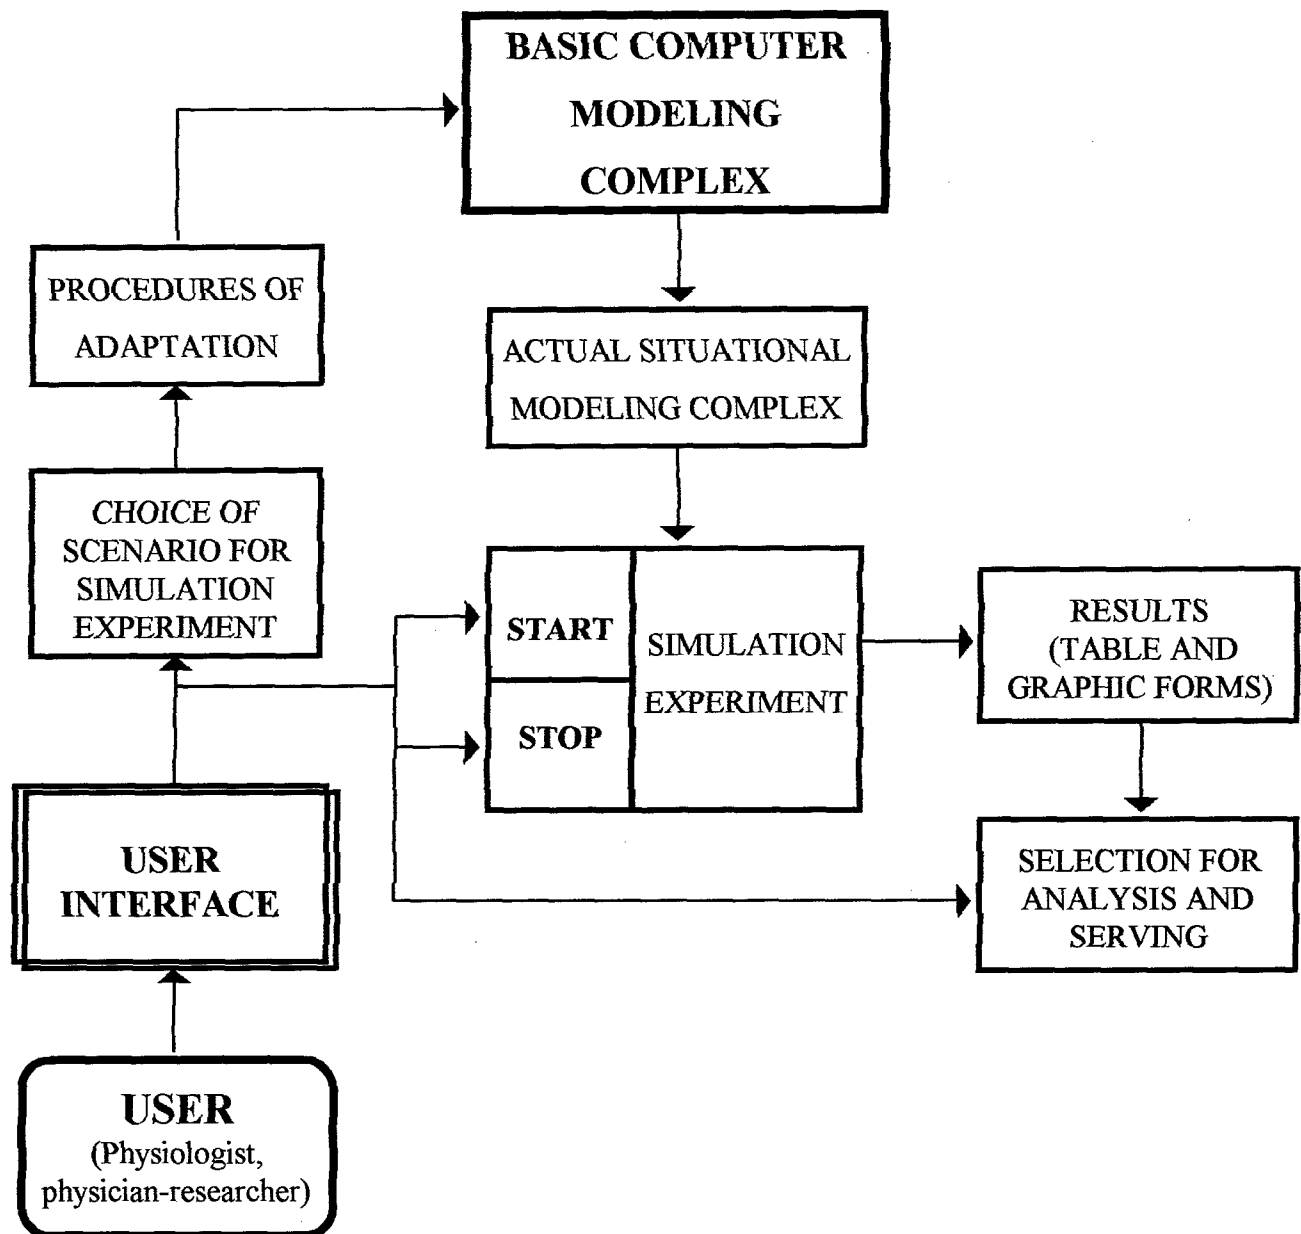 BASIC COMPUTER
MODELING
COMPLEX
PROCEDURES OF
ADAPTATION
ACTUAL SITUATIONAL
MODELING COMPLEX
CHOICE OF
SCENARIO FOR
SIMULATION
EXPERIMENT
START
STOP
SIMULATION
EXPERIMENT
RESULTS
(TABLE AND
GRAPHIC FORMS)
USER
INTERFACE
SELECTION FOR
ANALYSIS AND
SERVING
USER
(Physiologist,
physician-researcher)